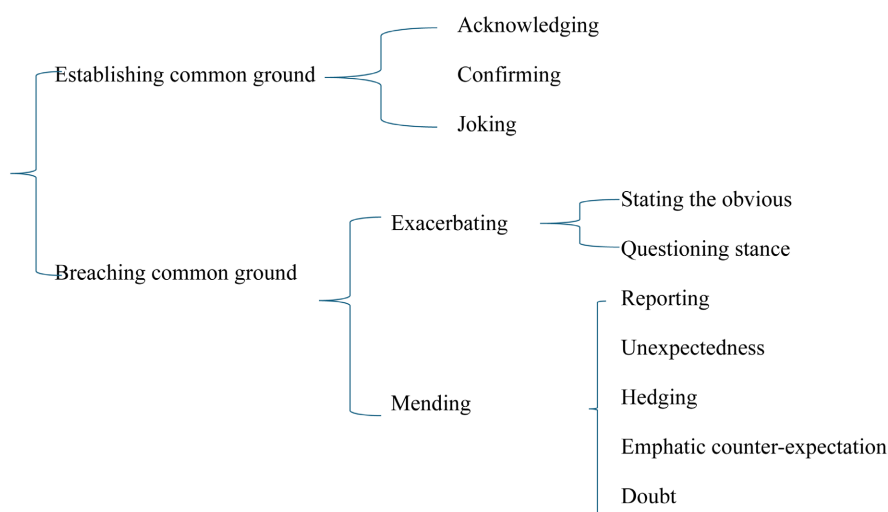 Acknowledging
Establishing common ground
Confirming
Joking
Stating the obvious
Exacerbating
Questioning stance
Breaching common ground
Reporting
Unexpectedness
Mending
Hedging
Emphatic counter-expectation
Doubt